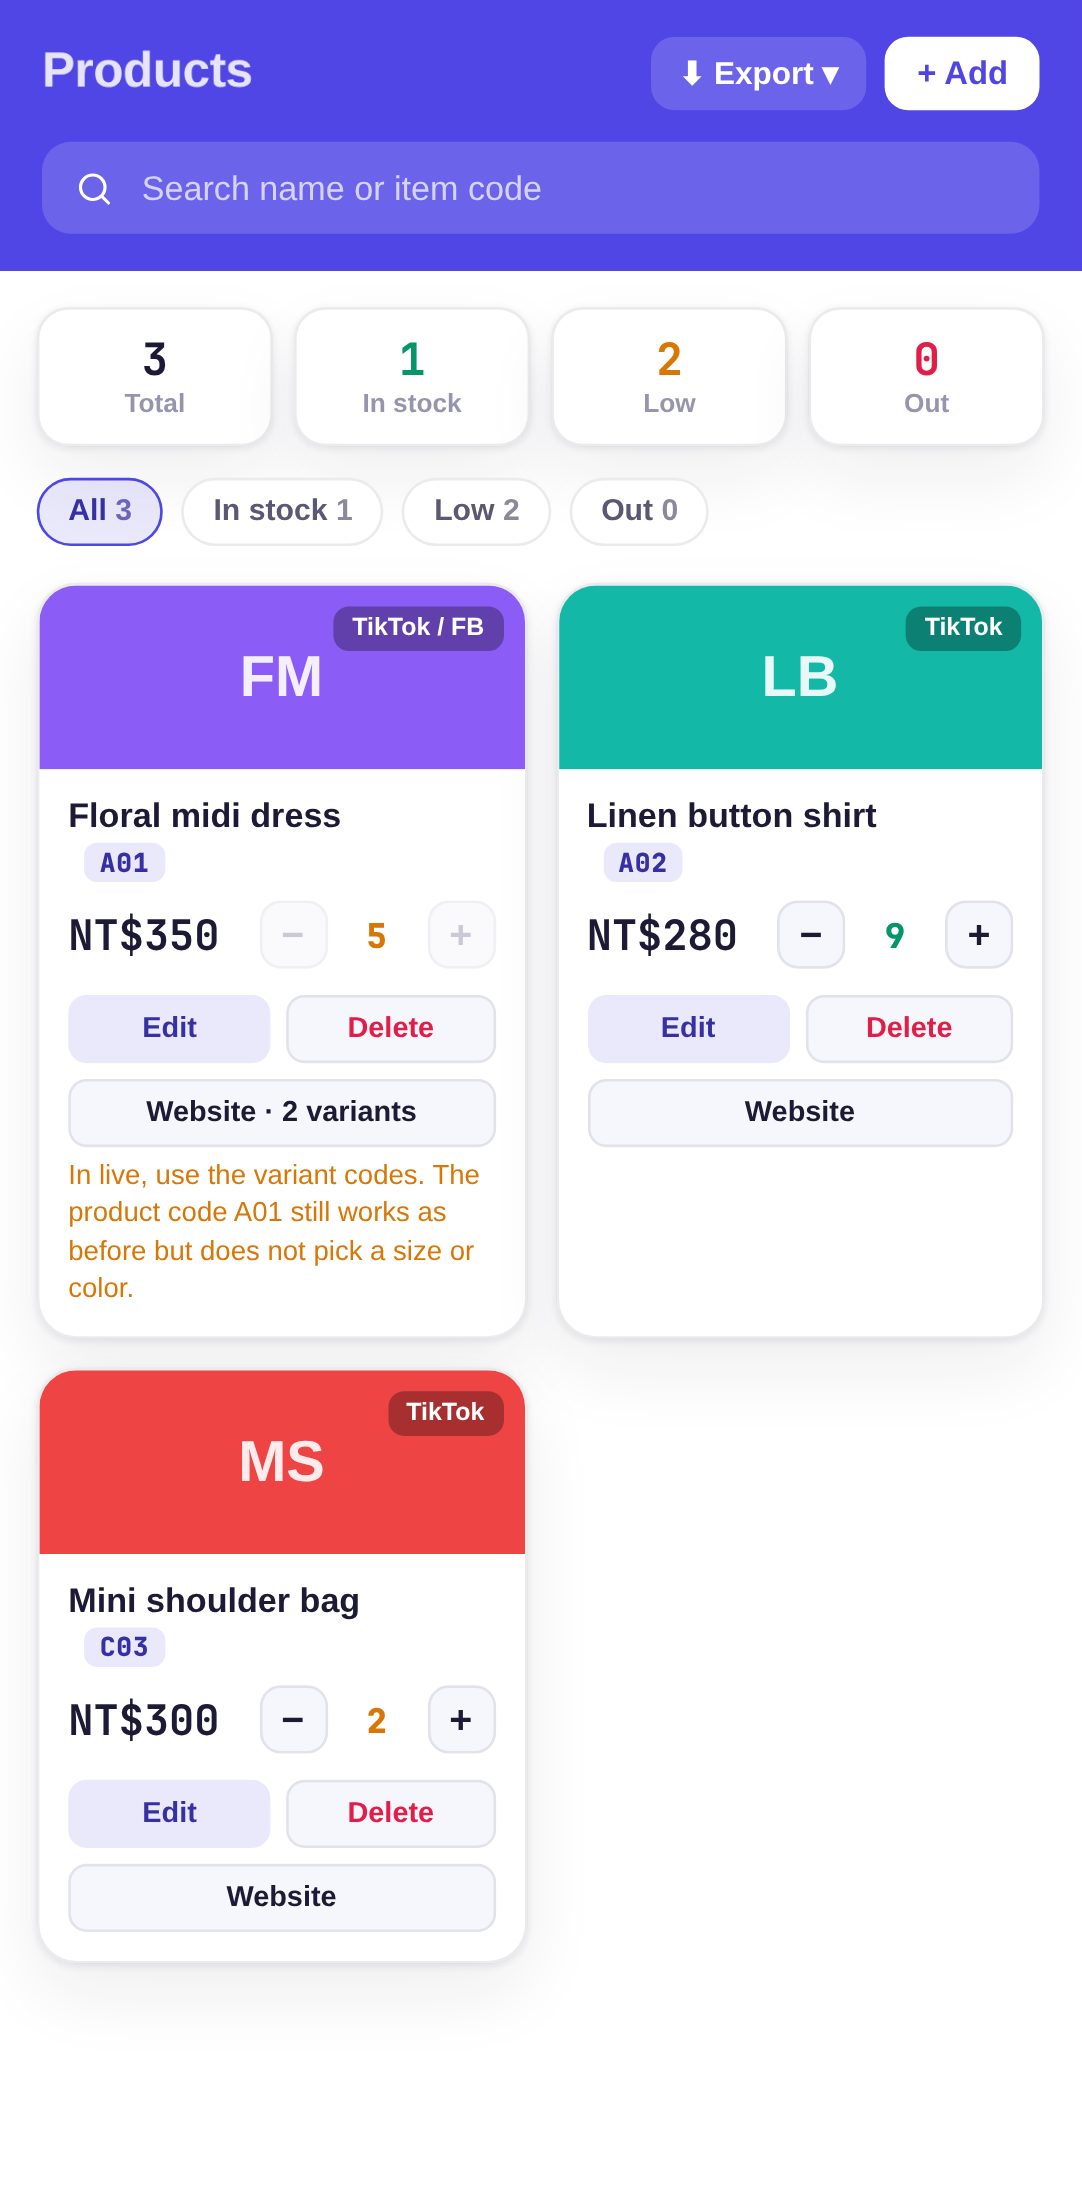 Products
⬇ Export ▾
+ Add
Search name or item code
3
Total
1
In stock
2
Low
0
Out
All 3
In stock 1
Low 2
Out 0
TikTok / FB
FM
Floral midi dress
A01
NT$350
− 5 +
Edit
Delete
Website · 2 variants
In live, use the variant codes. The
product code A01 still works as
before but does not pick a size or
color.
TikTok
LB
Linen button shirt
A02
NT$280
− 9 +
Edit
Delete
Website
TikTok
MS
Mini shoulder bag
C03
NT$300
− 2 +
Edit
Delete
Website